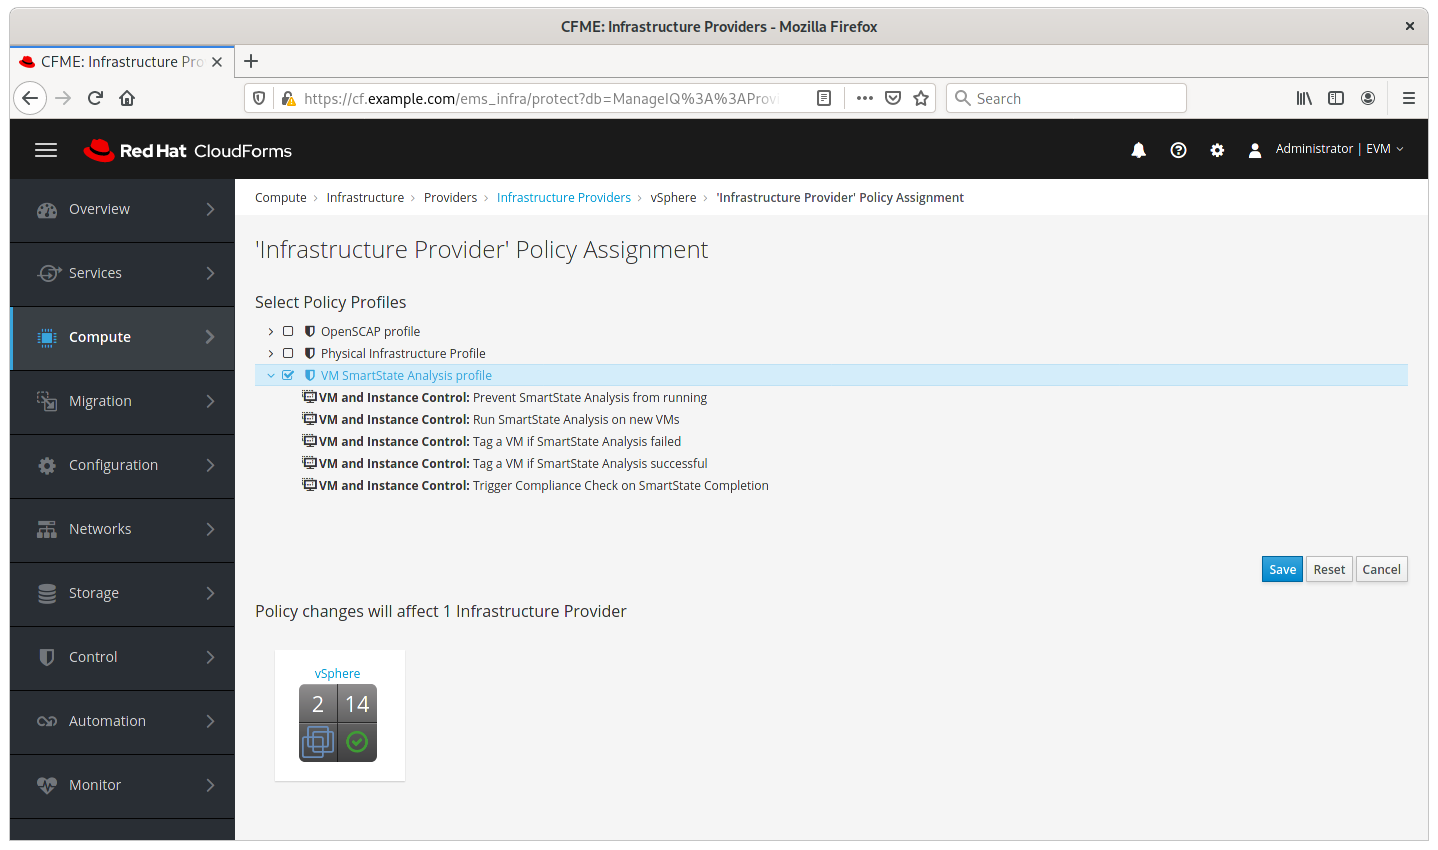 CFME: Infrastructure Providers - Mozilla Firefox
CFME: Infrastructure Pro
https://cf.example.com/ems_infra/protect?db=ManageIQ%3A%3AProvi
Search
Red Hat CloudForms
Administrator | EVM
Overview
Services
Compute
Migration
Configuration
Networks
Storage
Control
Automation
Monitor
Compute > Infrastructure > Providers > Infrastructure Providers > vSphere > 'Infrastructure Provider' Policy Assignment
'Infrastructure Provider' Policy Assignment
Select Policy Profiles
OpenSCAP profile
Physical Infrastructure Profile
VM SmartState Analysis profile
VM and Instance Control: Prevent SmartState Analysis from running
VM and Instance Control: Run SmartState Analysis on new VMs
VM and Instance Control: Tag a VM if SmartState Analysis failed
VM and Instance Control: Tag a VM if SmartState Analysis successful
VM and Instance Control: Trigger Compliance Check on SmartState Completion
Save Reset Cancel
Policy changes will affect 1 Infrastructure Provider
vSphere
2 14